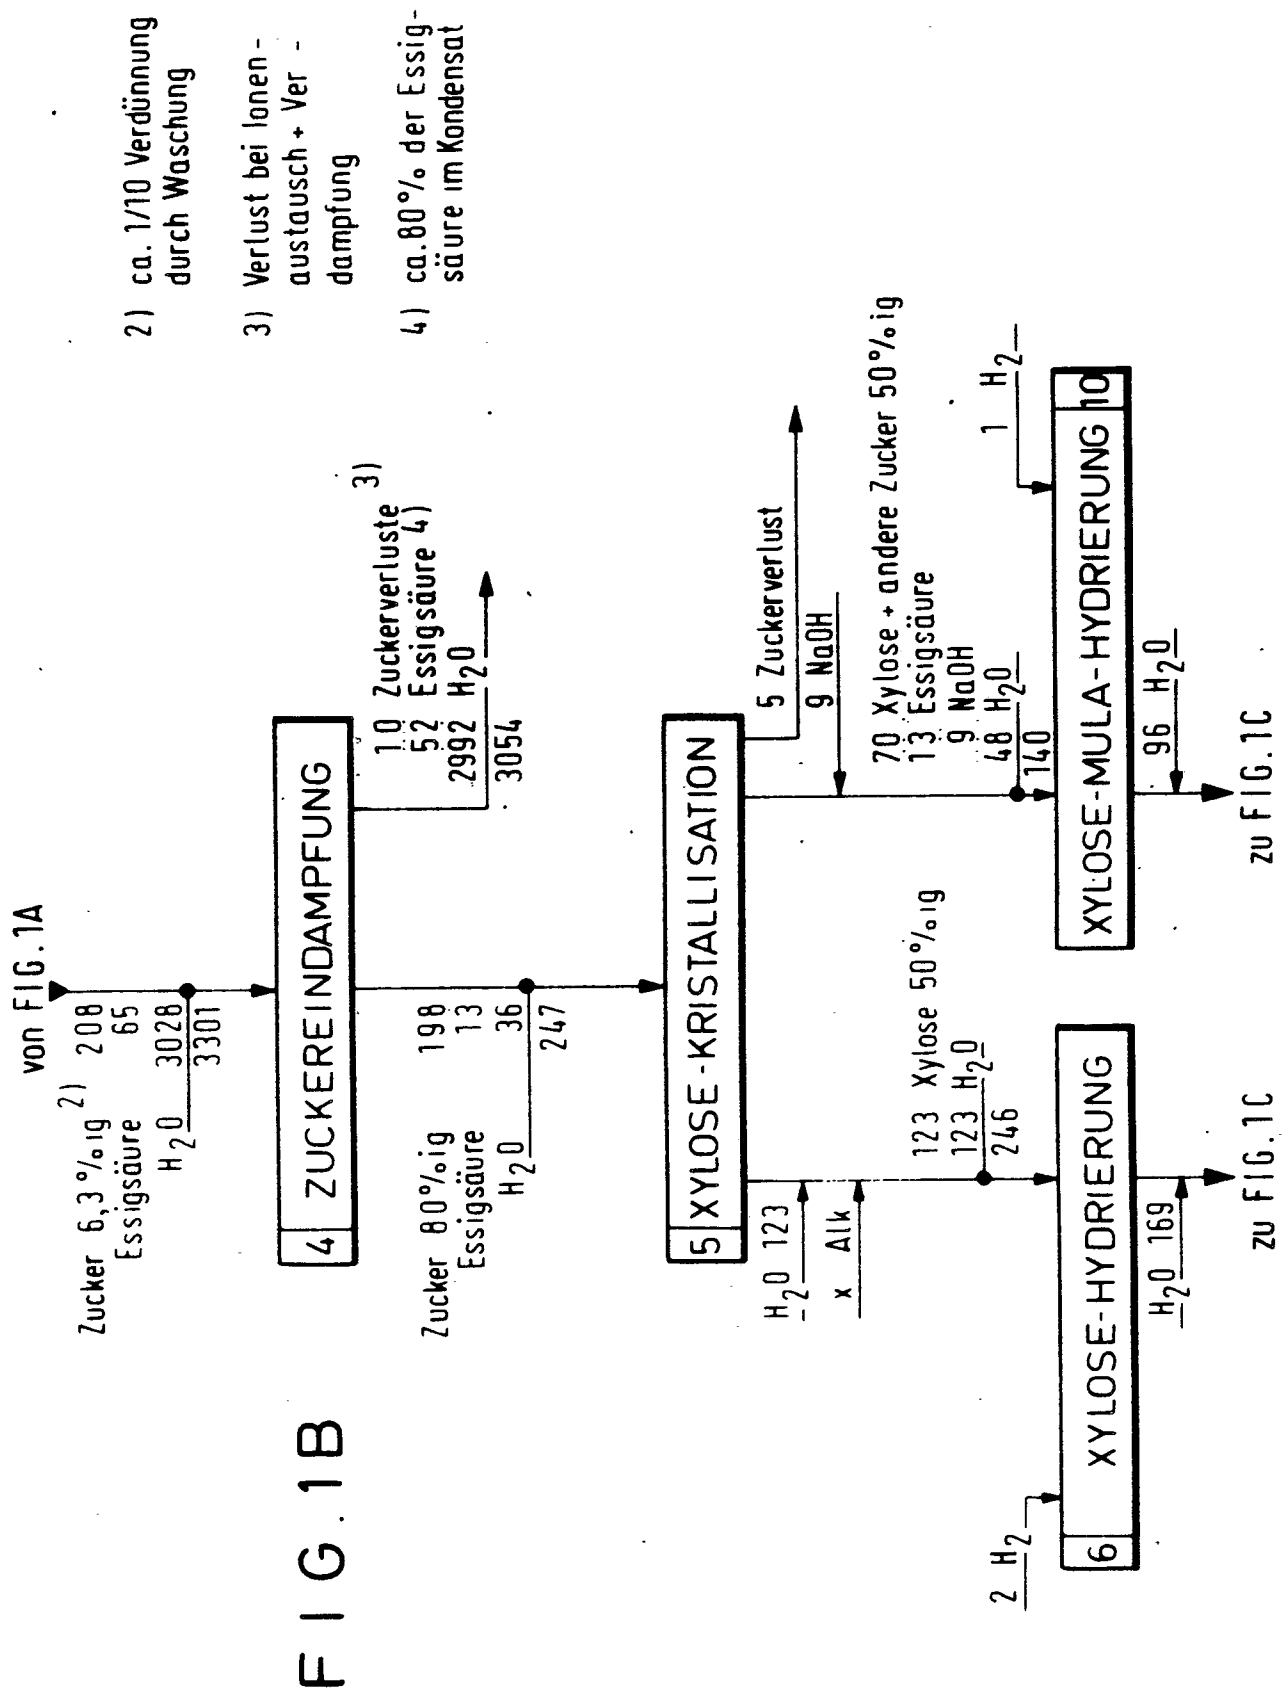 FIG.1B
von FIG.1A
Zucker 6,3%ig 2) 208
Essigsäure 65
H2O 3028
3301
4 ZUCKEREINDAMPFUNG
10 Zuckerverluste 3)
52 Essigsäure 4)
2992 H2O
3054
Zucker 80%ig 198
Essigsäure 13
H2O 36
247
5 XYLOSE-KRISTALLISATION
5 Zuckerverlust
9 NaOH
H2O 123
x Alk
123 Xylose 50%ig
123 H2O
246
70 Xylose + andere Zucker 50%ig
13 Essigsäure
9 NaOH
48 H2O
140
2 H2
6 XYLOSE-HYDRIERUNG
1 H2
XYLOSE-MULA-HYDRIERUNG 10
H2O 169
96 H2O
zu FIG.1C
zu FIG.1C
2) ca. 1/10 Verdünnung
durch Waschung
3) Verlust bei Ionen-
austausch + Ver-
dampfung
4) ca.80% der Essig-
säure im Kondensat